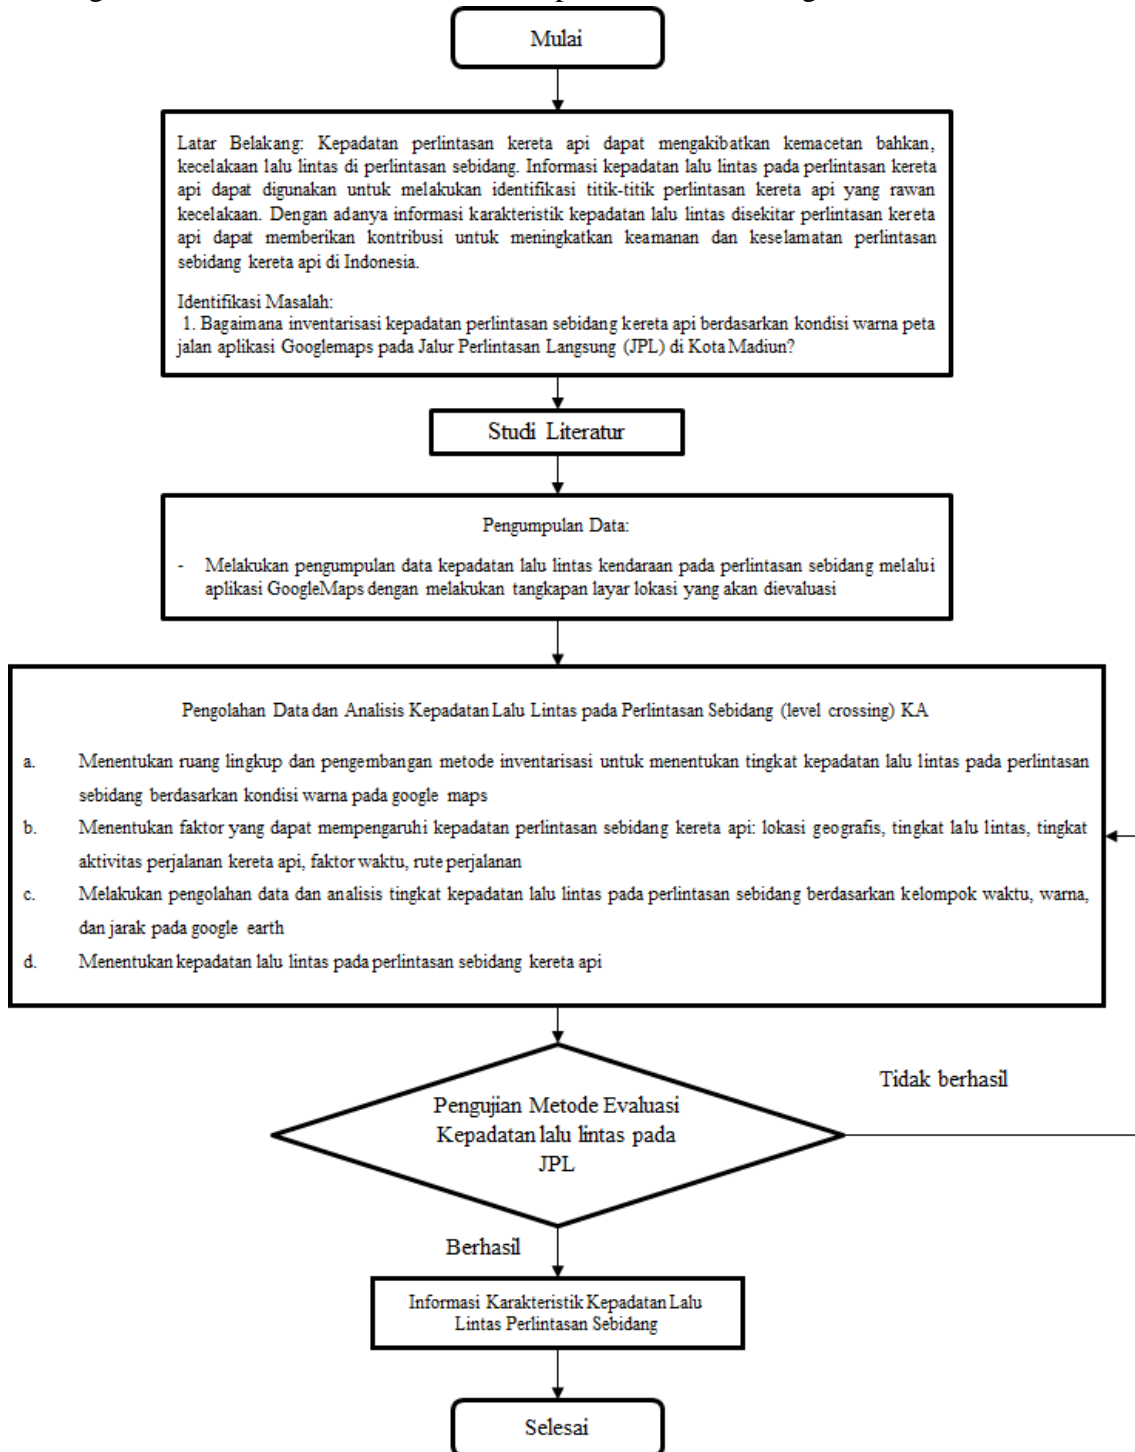 Mulai
Latar Belakang: Kepadatan perlintasan kereta api dapat mengakibatkan kemacetan bahkan,
kecelakaan lalu lintas di perlintasan sebidang. Informasi kepadatan lalu lintas pada perlintasan kereta
api dapat digunakan untuk melakukan identifikasi titik-titik perlintasan kereta api yang rawan
kecelakaan. Dengan adanya informasi karakteristik kepadatan lalu lintas disekitar perlintasan kereta
api dapat memberikan kontribusi untuk meningkatkan keamanan dan keselamatan perlintasan
sebidang kereta api di Indonesia.
Identifikasi Masalah:
1. Bagaimana inventarisasi kepadatan perlintasan sebidang kereta api berdasarkan kondisi warna peta
jalan aplikasi Googlemaps pada Jalur Perlintasan Langsung (JPL) di Kota Madiun?
Studi Literatur
Pengumpulan Data:
- Melakukan pengumpulan data kepadatan lalu lintas kendaraan pada perlintasan sebidang melalui
aplikasi GoogleMaps dengan melakukan tangkapan layar lokasi yang akan dievaluasi
Pengolahan Data dan Analisis Kepadatan Lalu Lintas pada Perlintasan Sebidang (level crossing) KA
a. Menentukan ruang lingkup dan pengembangan metode inventarisasi untuk menentukan tingkat kepadatan lalu lintas pada perlintasan
sebidang berdasarkan kondisi warna pada google maps
b. Menentukan faktor yang dapat mempengaruhi kepadatan perlintasan sebidang kereta api: lokasi geografis, tingkat lalu lintas, tingkat
aktivitas perjalanan kereta api, faktor waktu, rute perjalanan
c. Melakukan pengolahan data dan analisis tingkat kepadatan lalu lintas pada perlintasan sebidang berdasarkan kelompok waktu, warna,
dan jarak pada google earth
d. Menentukan kepadatan lalu lintas pada perlintasan sebidang kereta api
Tidak berhasil
Pengujian Metode Evaluasi
Kepadatan lalu lintas pada
JPL
Berhasil
Informasi Karakteristik Kepadatan Lalu
Lintas Perlintasan Sebidang
Selesai